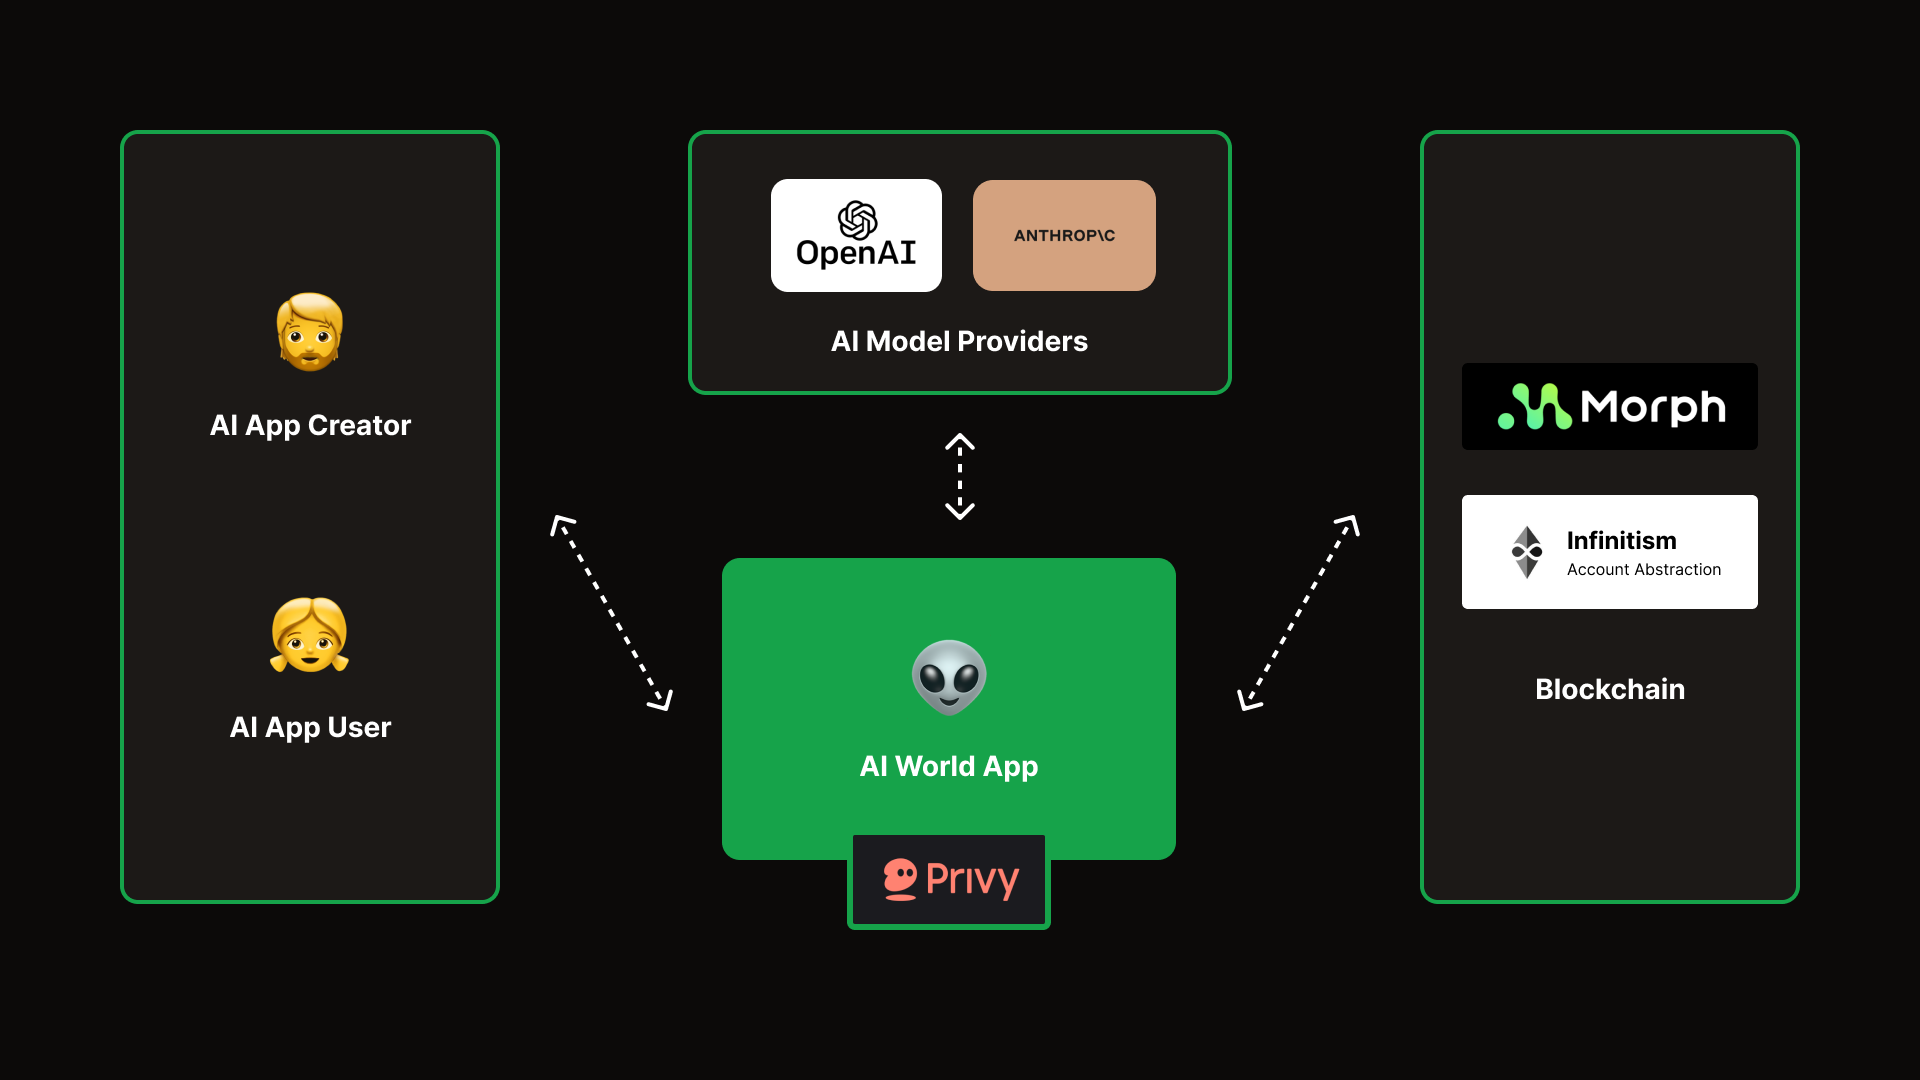 AI App Creator
AI App User
OpenAI
ANTHROP\C
AI Model Providers
AI World App
Privy
Morph
Infinitism
Account Abstraction
Blockchain